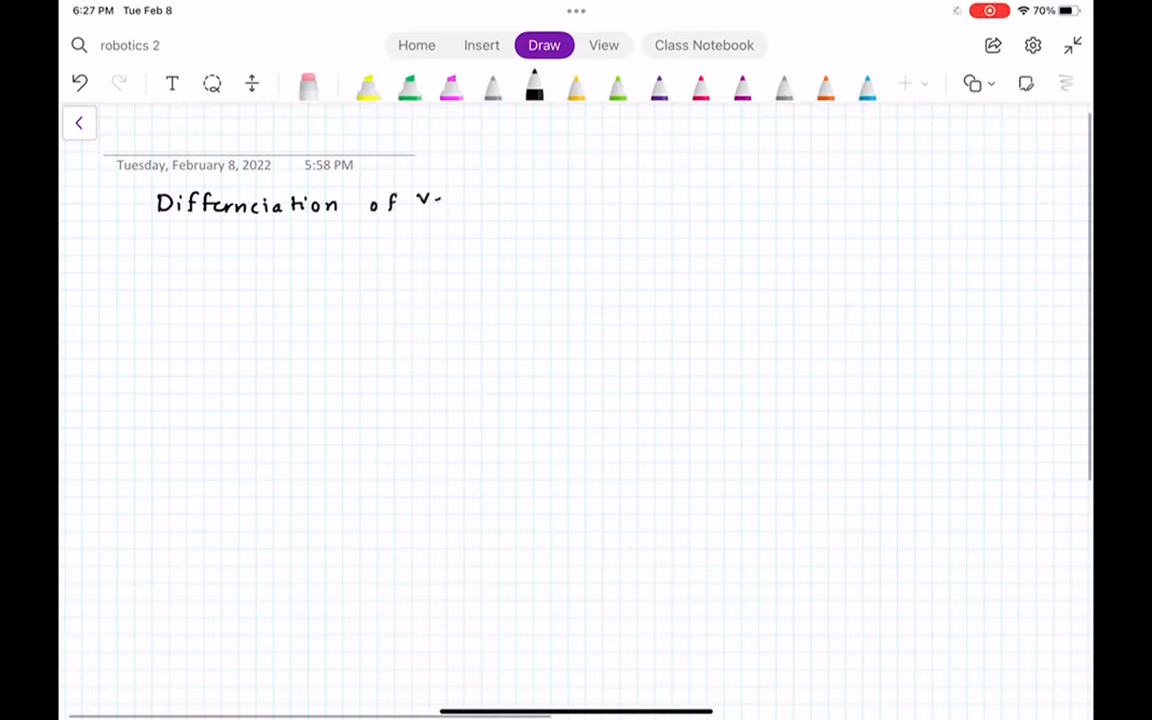 6:27 PM Tue Feb 8
70%
robotics 2
Home Insert Draw View Class Notebook
T
Tuesday, February 8, 2022 5:58 PM
Differnciation of v